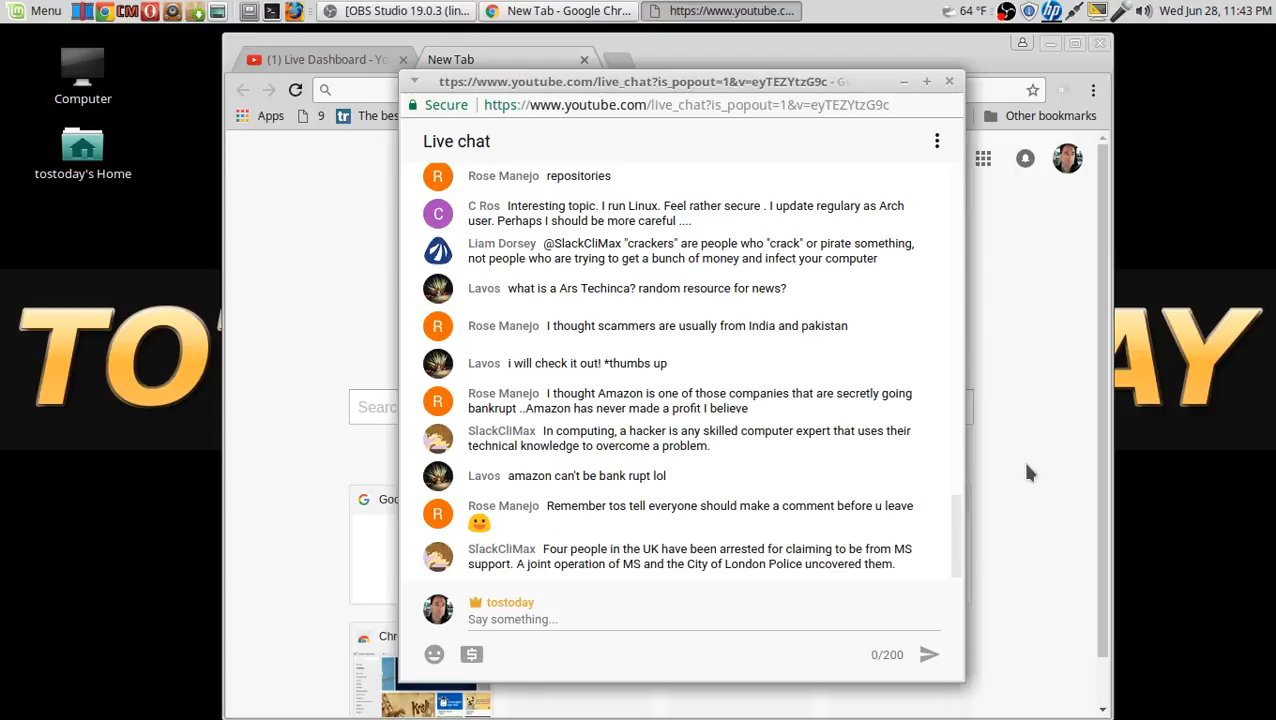 Menu
[OBS Studio 19.0.3 (lin...
New Tab - Google Chr...
https://www.youtube.c...
64 °F
Wed Jun 28, 11:43 PM
Computer
tostoday's Home
(1) Live Dashboard - Yo
New Tab
ttps://www.youtube.com/live_chat?is_popout=1&v=eyTEZYtzG9c - G
Secure
https://www.youtube.com/live_chat?is_popout=1&v=eyTEZYtzG9c
Apps
9
The bes
Other bookmarks
Live chat
Rose Manejo repositories
C Ros Interesting topic. I run Linux. Feel rather secure . I update regulary as Arch
user. Perhaps I should be more careful ....
Liam Dorsey @SlackCliMax "crackers" are people who "crack" or pirate something,
not people who are trying to get a bunch of money and infect your computer
Lavos what is a Ars Techinca? random resource for news?
Rose Manejo I thought scammers are usually from India and pakistan
Lavos i will check it out! *thumbs up
Rose Manejo I thought Amazon is one of those companies that are secretly going
bankrupt ..Amazon has never made a profit I believe
SlackCliMax In computing, a hacker is any skilled computer expert that uses their
technical knowledge to overcome a problem.
Lavos amazon can't be bank rupt lol
Rose Manejo Remember tos tell everyone should make a comment before u leave
SlackCliMax Four people in the UK have been arrested for claiming to be from MS
support. A joint operation of MS and the City of London Police uncovered them.
tostoday
Say something...
0/200
Searc
Goo
Chr
TO
AY